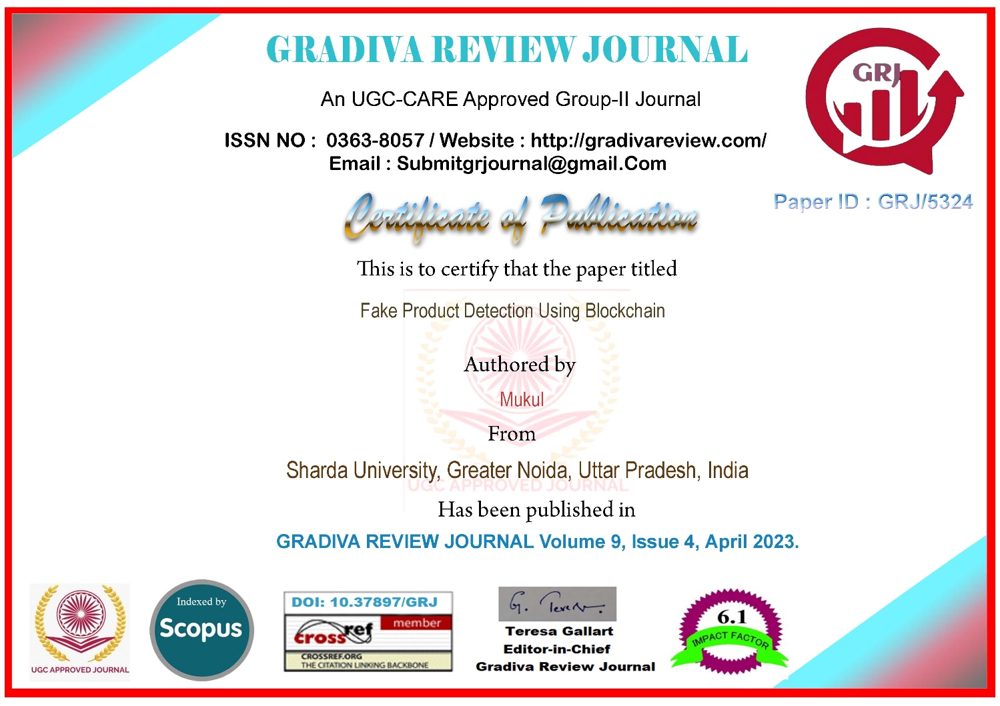 GRADIVA REVIEW JOURNAL
An UGC-CARE Approved Group-II Journal
ISSN NO : 0363-8057 / Website : http://gradivareview.com/
Email : Submitgrjournal@gmail.Com
GRJ
Paper ID : GRJ/5324
Certificate of Publication
This is to certify that the paper titled
Fake Product Detection Using Blockchain
Authored by
Mukul
From
Sharda University, Greater Noida, Uttar Pradesh, India
UGC APPROVED JOURNAL
Has been published in
GRADIVA REVIEW JOURNAL Volume 9, Issue 4, April 2023.
UGC APPROVED JOURNAL
Indexed by
Scopus
DOI: 10.37897/GRJ
crossref member
CROSSREF.ORG
THE CITATION LINKING BACKBONE
G.
Teresa Gallart
Editor-in-Chief
Gradiva Review Journal
6.1
IMPACT FACTOR